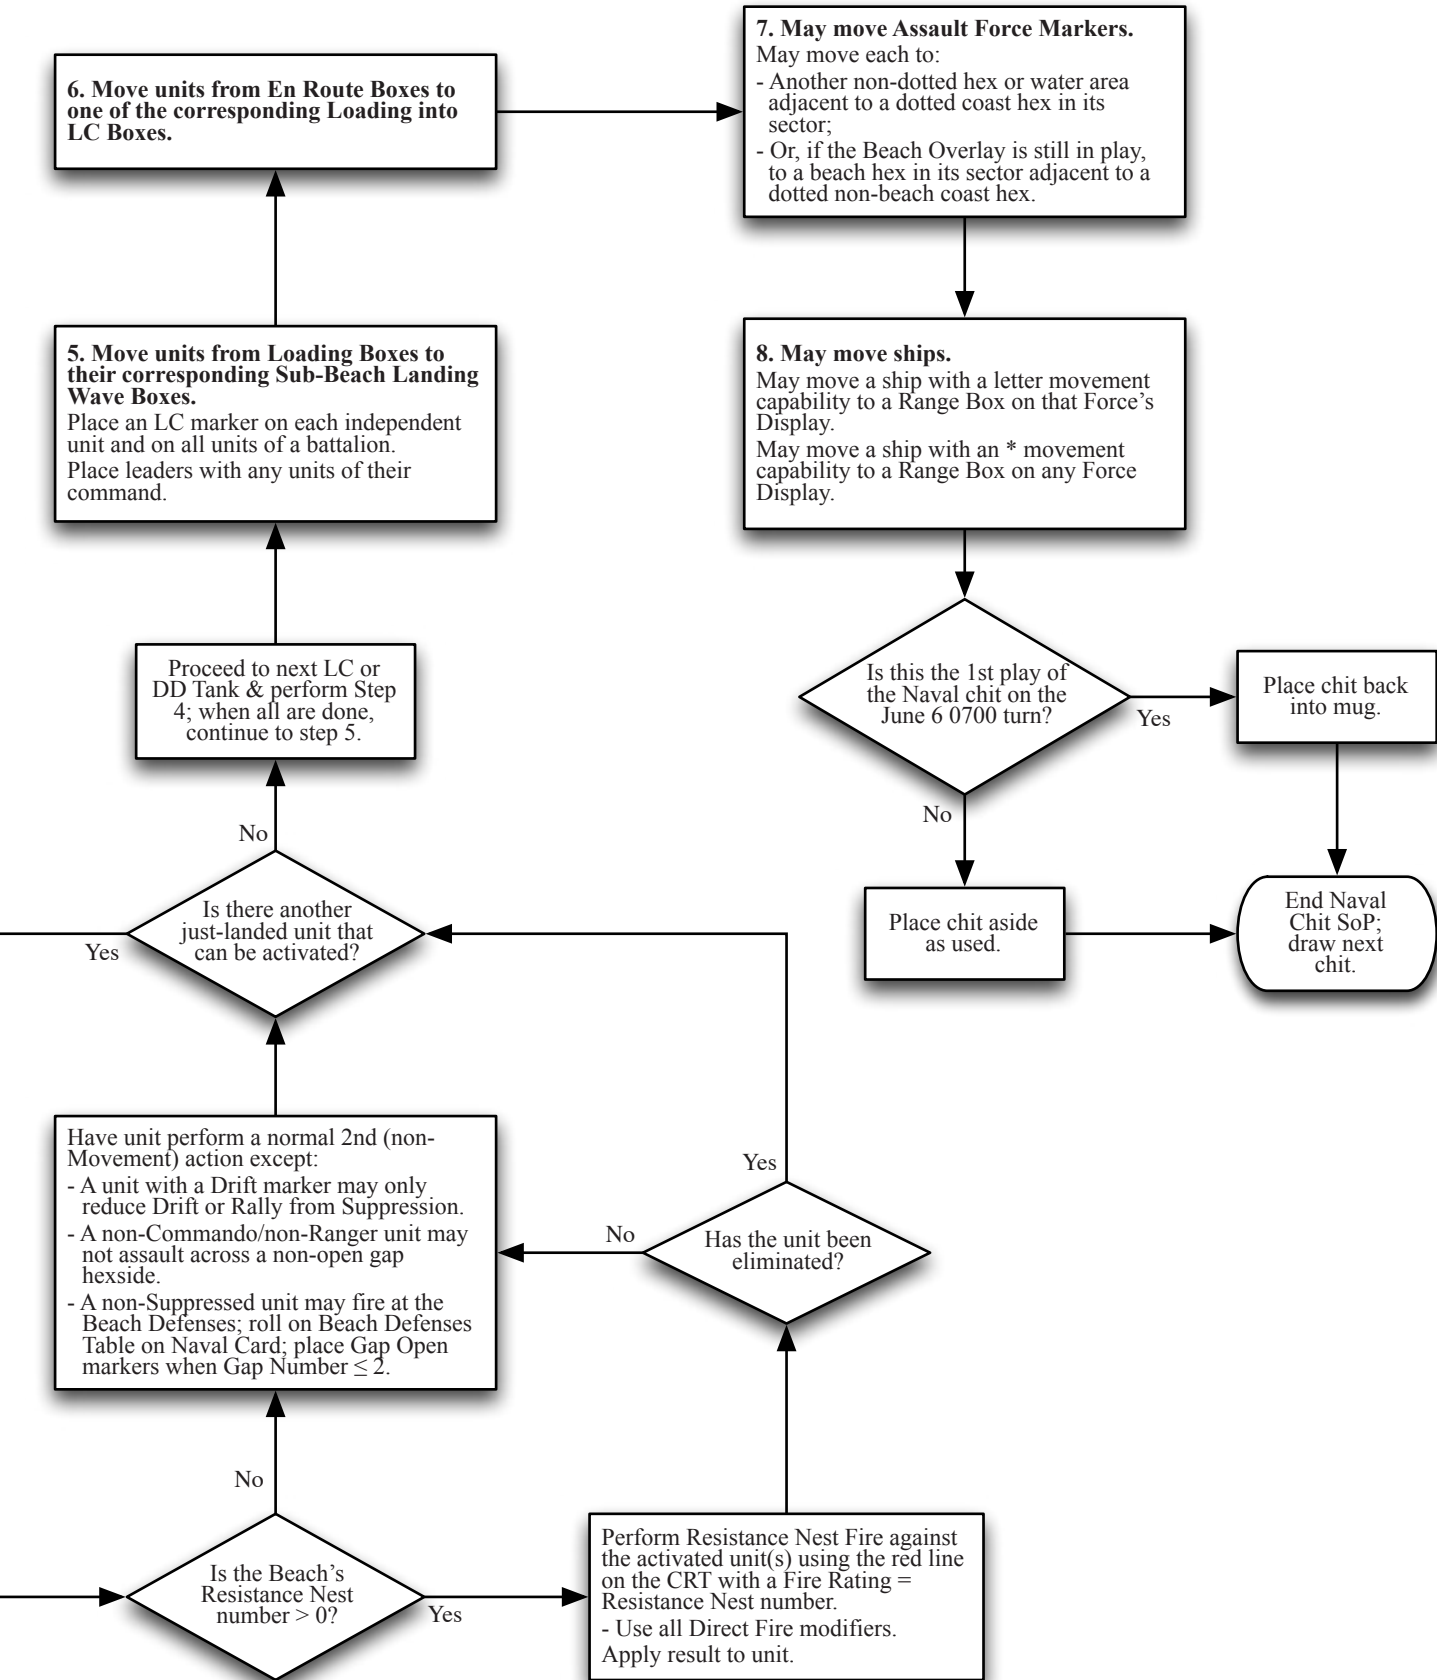 7. May move Assault Force Markers.
May move each to:
- Another non-dotted hex or water area
adjacent to a dotted coast hex in its
sector;
- Or, if the Beach Overlay is still in play,
to a beach hex in its sector adjacent to a
dotted non-beach coast hex.
6. Move units from En Route Boxes to
one of the corresponding Loading into
LC Boxes.
5. Move units from Loading Boxes to
their corresponding Sub-Beach Landing
Wave Boxes.
Place an LC marker on each independent
unit and on all units of a battalion.
Place leaders with any units of their
command.
8. May move ships.
May move a ship with a letter movement
capability to a Range Box on that Force's
Display.
May move a ship with an * movement
capability to a Range Box on any Force
Display.
Proceed to next LC or
DD Tank & perform Step
4; when all are done,
continue to step 5.
Is this the 1st play of
the Naval chit on the
June 6 0700 turn?
Yes
Place chit back
into mug.
No
No
Is there another
just-landed unit that
can be activated?
Yes
Place chit aside
as used.
End Naval
Chit SoP;
draw next
chit.
Have unit perform a normal 2nd (non-
Movement) action except:
- A unit with a Drift marker may only
reduce Drift or Rally from Suppression.
- A non-Commando/non-Ranger unit may
not assault across a non-open gap
hexside.
- A non-Suppressed unit may fire at the
Beach Defenses; roll on Beach Defenses
Table on Naval Card; place Gap Open
markers when Gap Number ≤ 2.
Yes
No
Has the unit been
eliminated?
No
Is the Beach's
Resistance Nest
number > 0?
Yes
Perform Resistance Nest Fire against
the activated unit(s) using the red line
on the CRT with a Fire Rating =
Resistance Nest number.
- Use all Direct Fire modifiers.
Apply result to unit.